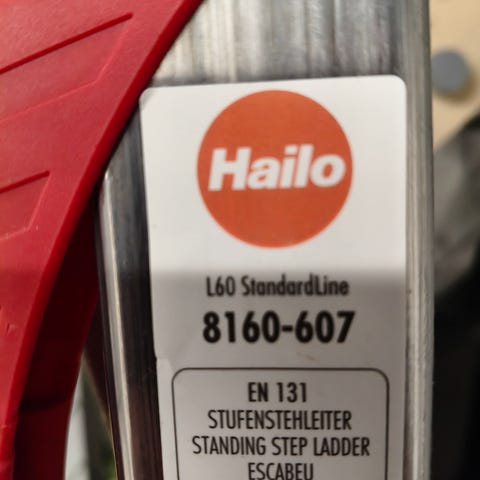 Hailo
L60 StandardLine
8160-607
EN 131
STUFENSTEHLEITER
STANDING STEP LADDER
ESCABEU